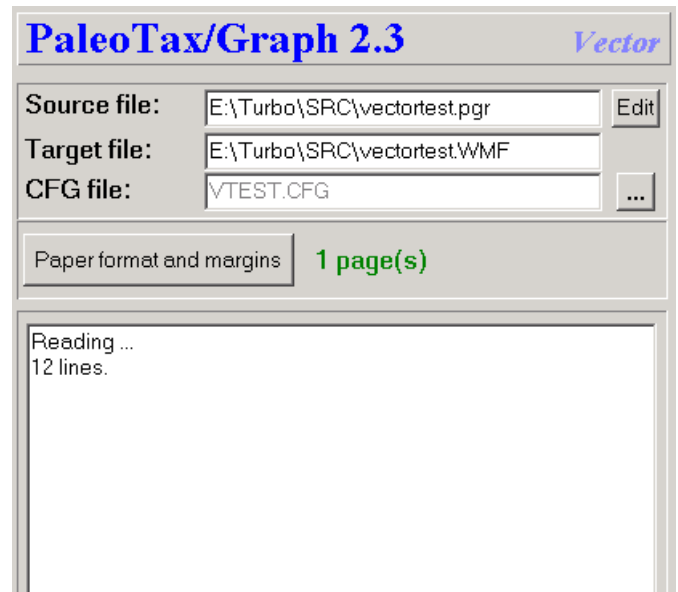 PaleoTax/Graph 2.3 Vector
Source file: E:\Turbo\SRC\vectortest.pgr Edit
Target file: E:\Turbo\SRC\vectortest.WMF
CFG file: VTEST.CFG ...
Paper format and margins 1 page(s)
Reading ...
12 lines.